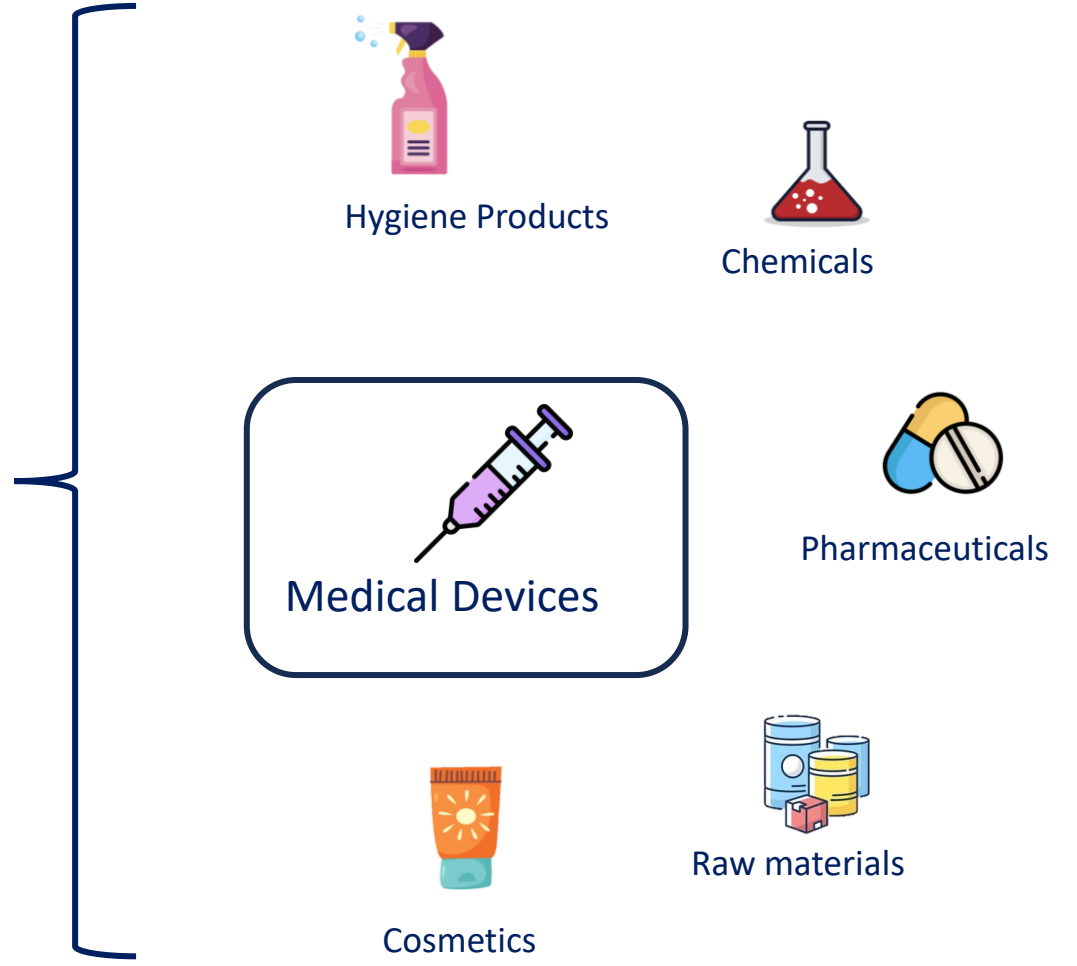 Hygiene Products
Chemicals
Pharmaceuticals
Medical Devices
Raw materials
Cosmetics